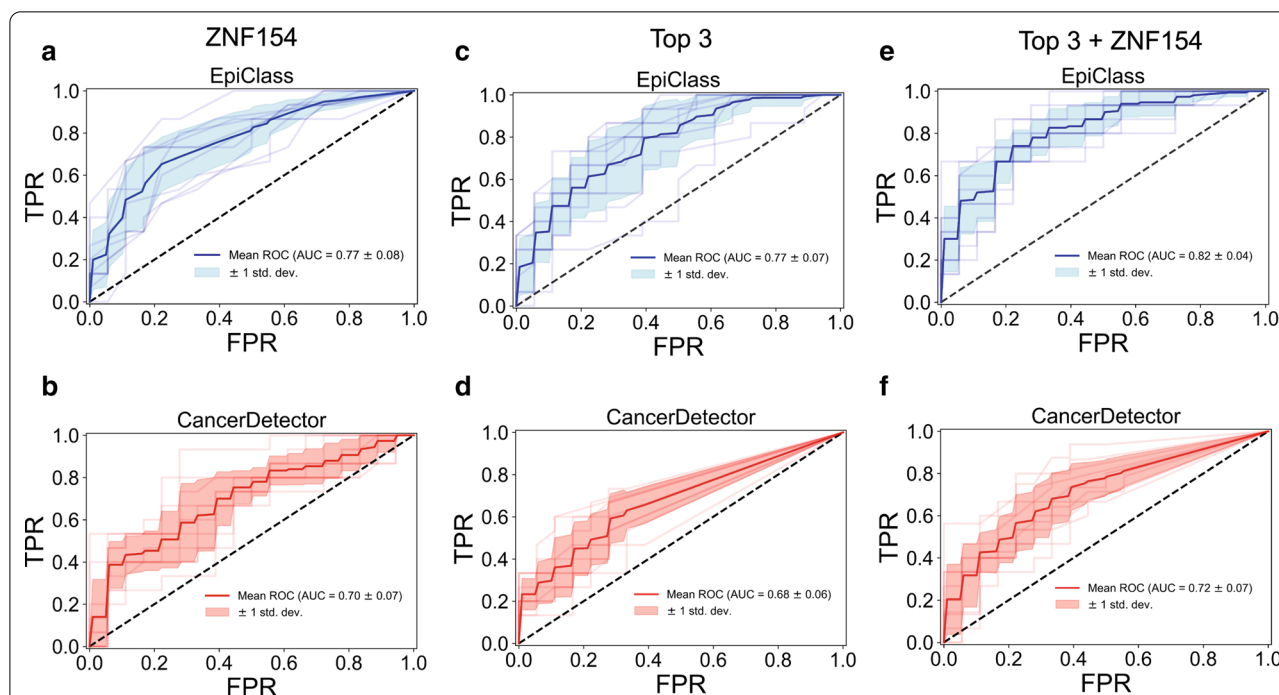 a
ZNF154
EpiClass
1.0
0.8
0.6
0.4
0.2
0.0
TPR
Mean ROC (AUC = 0.77 ± 0.08)
± 1 std. dev.
0.0 0.2 0.4 0.6 0.8 1.0
FPR
c
Top 3
EpiClass
1.0
0.8
0.6
0.4
0.2
0.0
TPR
Mean ROC (AUC = 0.77 ± 0.07)
± 1 std. dev.
0.0 0.2 0.4 0.6 0.8 1.0
FPR
e
Top 3 + ZNF154
EpiClass
1.0
0.8
0.6
0.4
0.2
0.0
TPR
Mean ROC (AUC = 0.82 ± 0.04)
± 1 std. dev.
0.0 0.2 0.4 0.6 0.8 1.0
FPR
b
CancerDetector
1.0
0.8
0.6
0.4
0.2
0.0
TPR
Mean ROC (AUC = 0.70 ± 0.07)
± 1 std. dev.
0.0 0.2 0.4 0.6 0.8 1.0
FPR
d
CancerDetector
1.0
0.8
0.6
0.4
0.2
0.0
TPR
Mean ROC (AUC = 0.68 ± 0.06)
± 1 std. dev.
0.0 0.2 0.4 0.6 0.8 1.0
FPR
f
CancerDetector
1.0
0.8
0.6
0.4
0.2
0.0
TPR
Mean ROC (AUC = 0.72 ± 0.07)
± 1 std. dev.
0.0 0.2 0.4 0.6 0.8 1.0
FPR